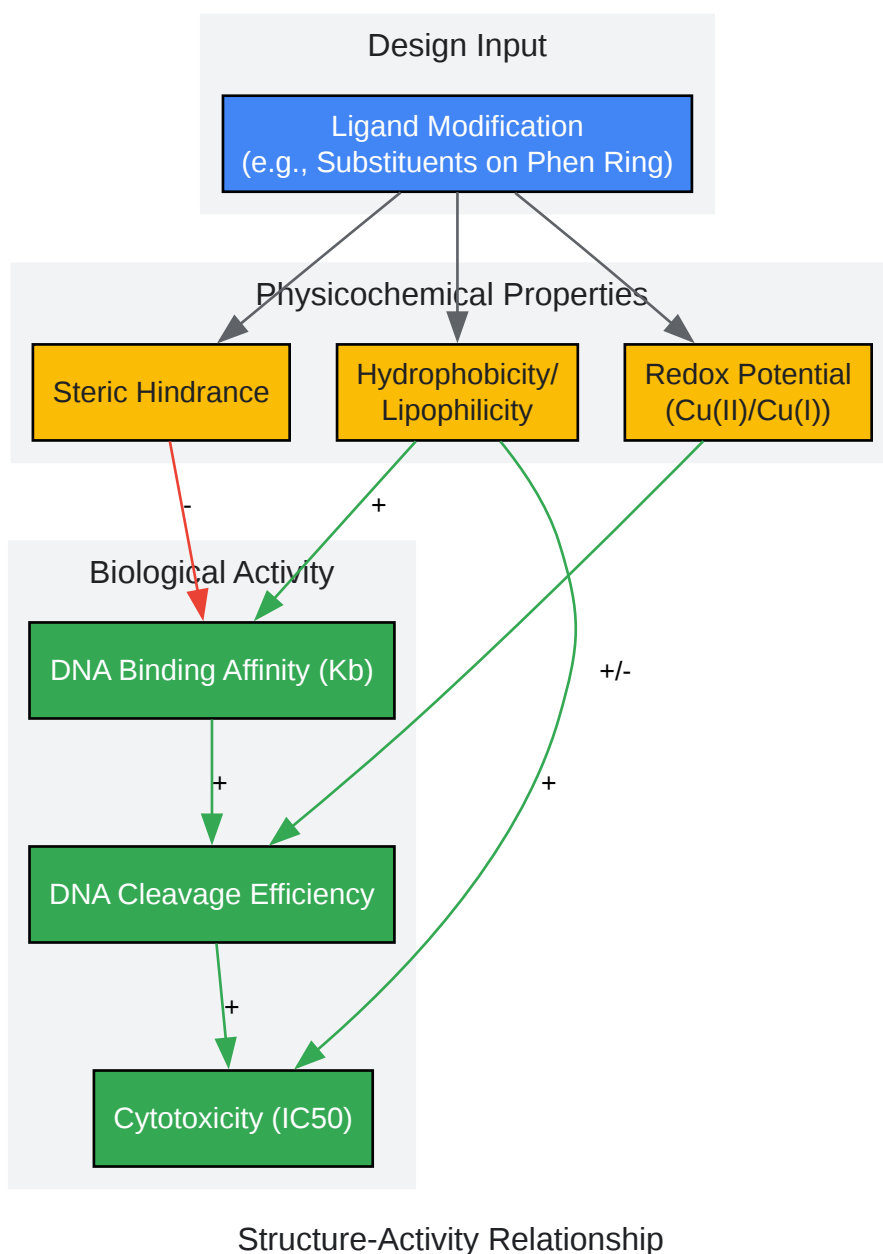 Design Input
Ligand Modification
(e.g., Substituents on Phen Ring)
Physicochemical Properties
Steric Hindrance
Hydrophobicity/
Lipophilicity
Redox Potential
(Cu(II)/Cu(I))
-
+
Biological Activity
DNA Binding Affinity (Kb)
+/-
+
+
DNA Cleavage Efficiency
+
Cytotoxicity (IC50)
Structure-Activity Relationship